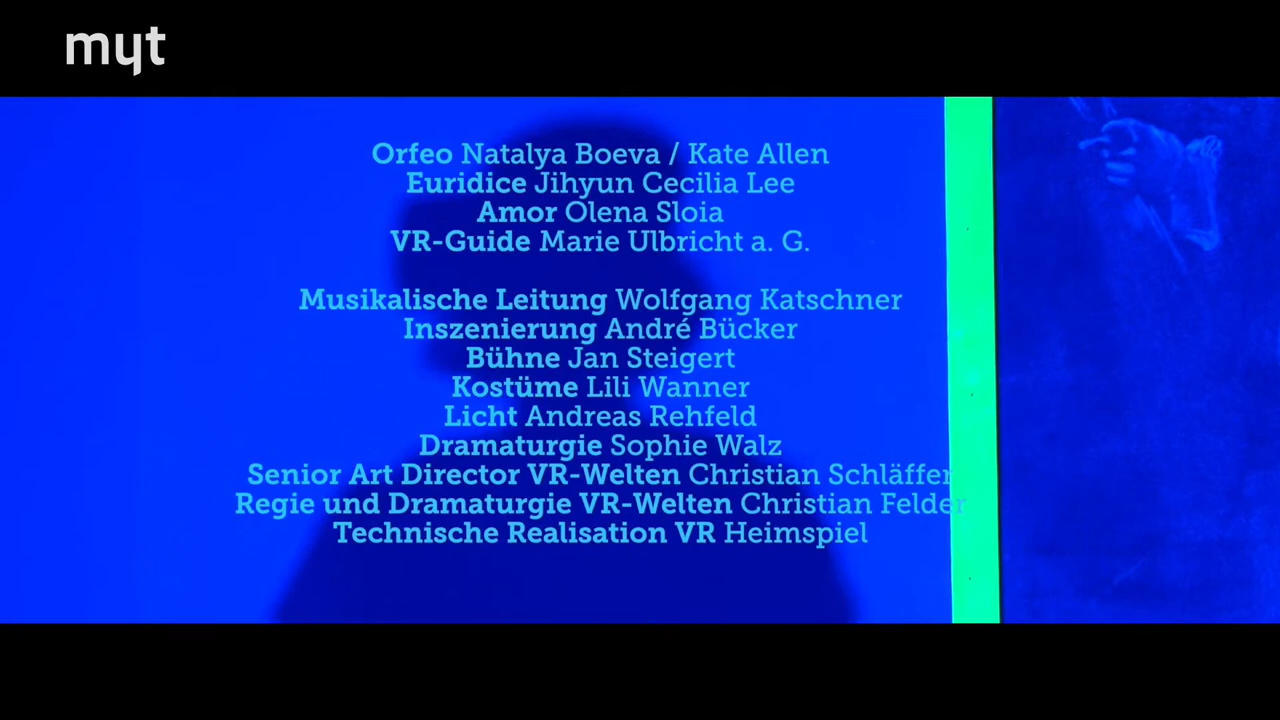 myt
Orfeo Natalya Boeva / Kate Allen
Euridice Jihyun Cecilia Lee
Amor Olena Sloia
VR-Guide Marie Ulbricht a. G.
Musikalische Leitung Wolfgang Katschner
Inszenierung André Bücker
Bühne Jan Steigert
Kostüme Lili Wanner
Licht Andreas Rehfeld
Dramaturgie Sophie Walz
Senior Art Director VR-Welten Christian Schläffer
Regie und Dramaturgie VR-Welten Christian Felder
Technische Realisation VR Heimspiel